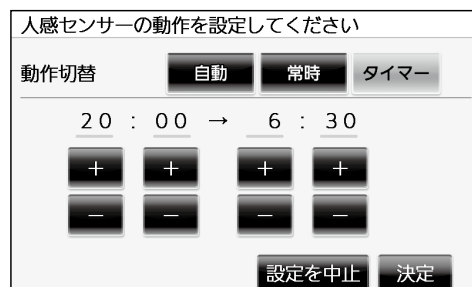 人感センサーの動作を設定してください
動作切替 自動 常時 タイマー
20 : 00 → 6 : 30
+ + + +
− − − −
設定を中止 決定